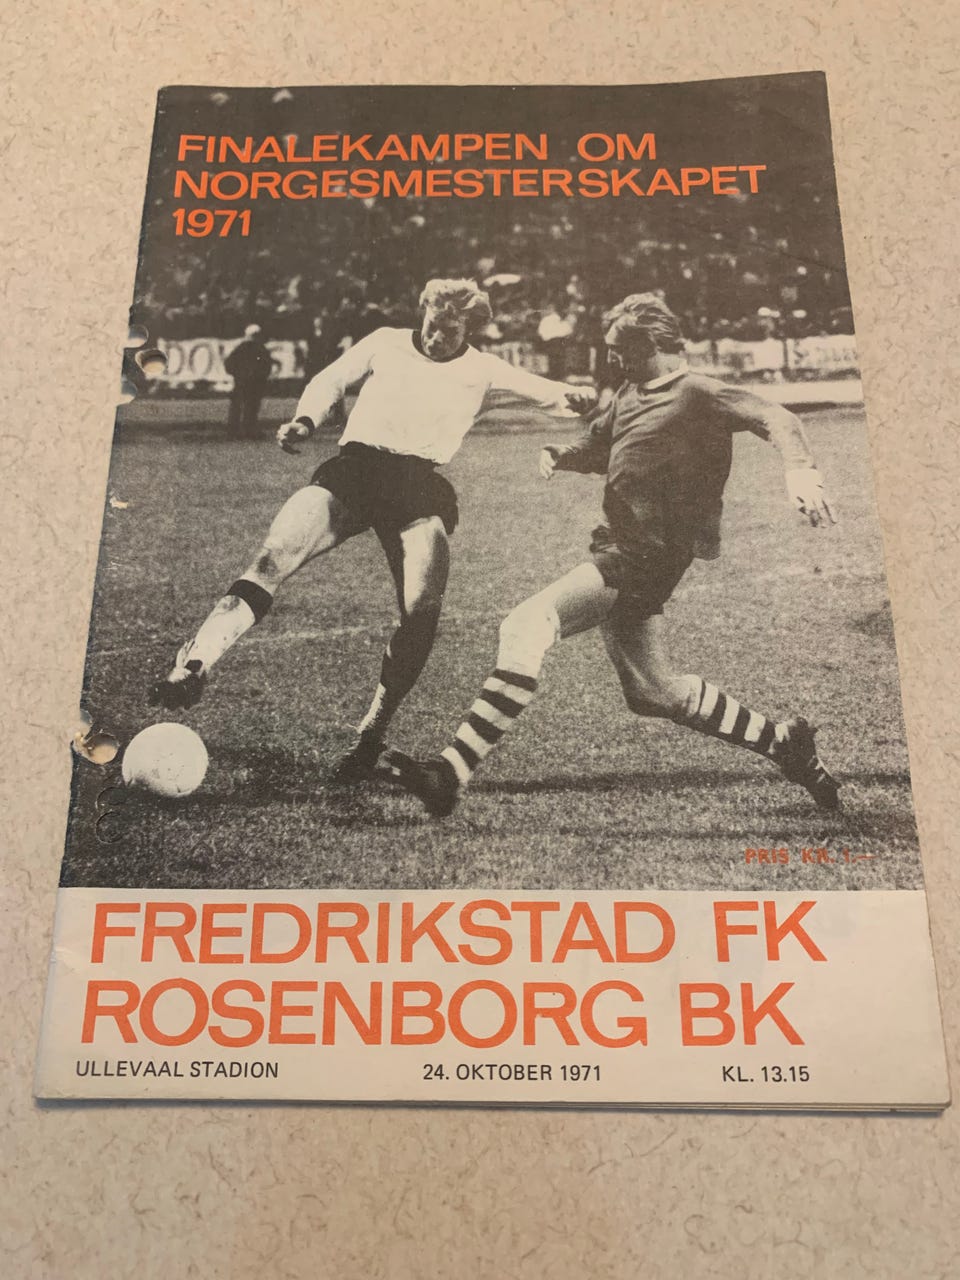 FINALEKAMPEN OM
NORGESMESTERSKAPET
1971
PRIS KR. 1.—
FREDRIKSTAD FK
ROSENBORG BK
ULLEVAAL STADION 24. OKTOBER 1971 KL. 13.15